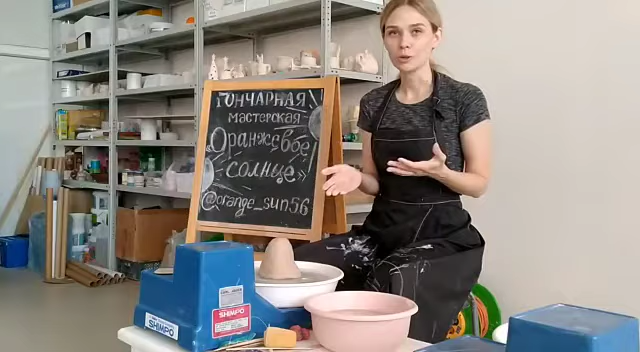 ГОНЧАРНАЯ
мастерская
Оранжевое
солнце!
@orange_sun56
SHIMPO
SHIMPO